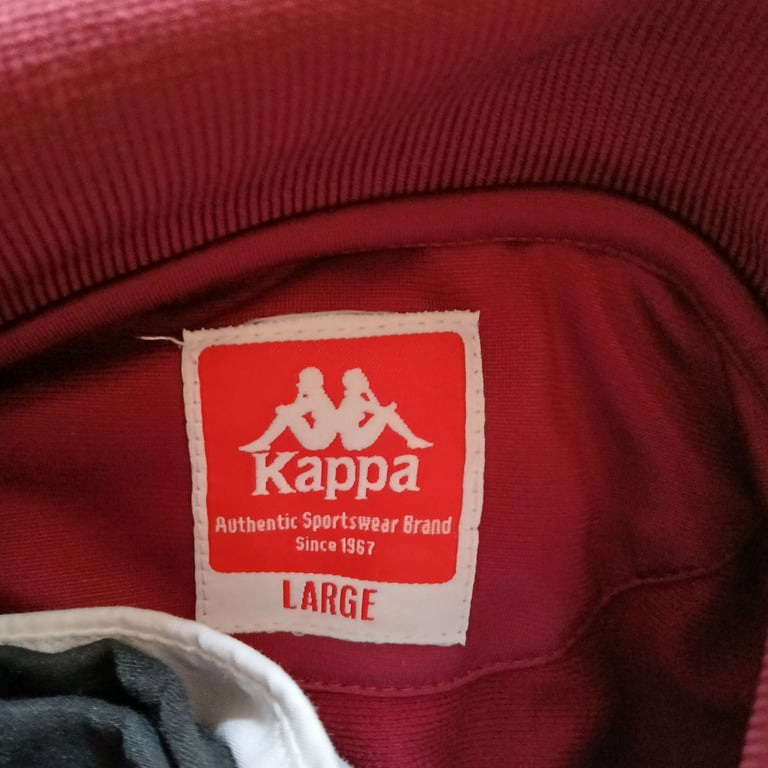 Kappa
Authentic Sportswear Brand
Since 1967
LARGE